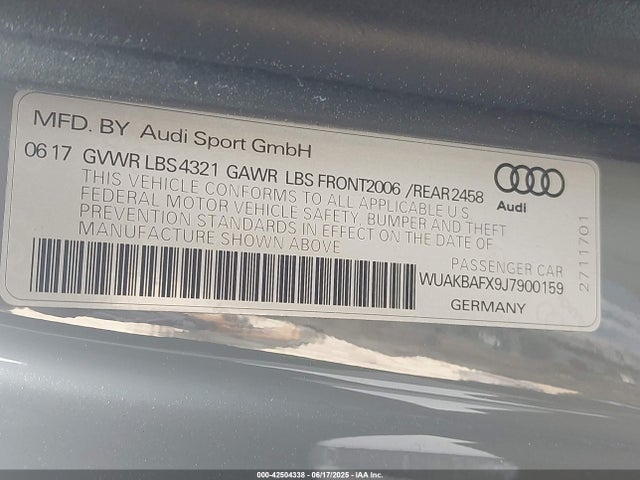 MFD. BY Audi Sport GmbH
06 17 GVWR LBS 4321 GAWR LBS FRONT2006 /REAR 2458
THIS VEHICLE CONFORMS TO ALL APPLICABLE U.S.
FEDERAL MOTOR VEHICLE SAFETY, BUMPER AND THEFT
PREVENTION STANDARDS IN EFFECT ON THE DATE OF
MANUFACTURE SHOWN ABOVE
Audi
PASSENGER CAR
WUAKBAFX9J7900159
GERMANY
2711701
000-42504338 - 06/17/2025 - IAA Inc.